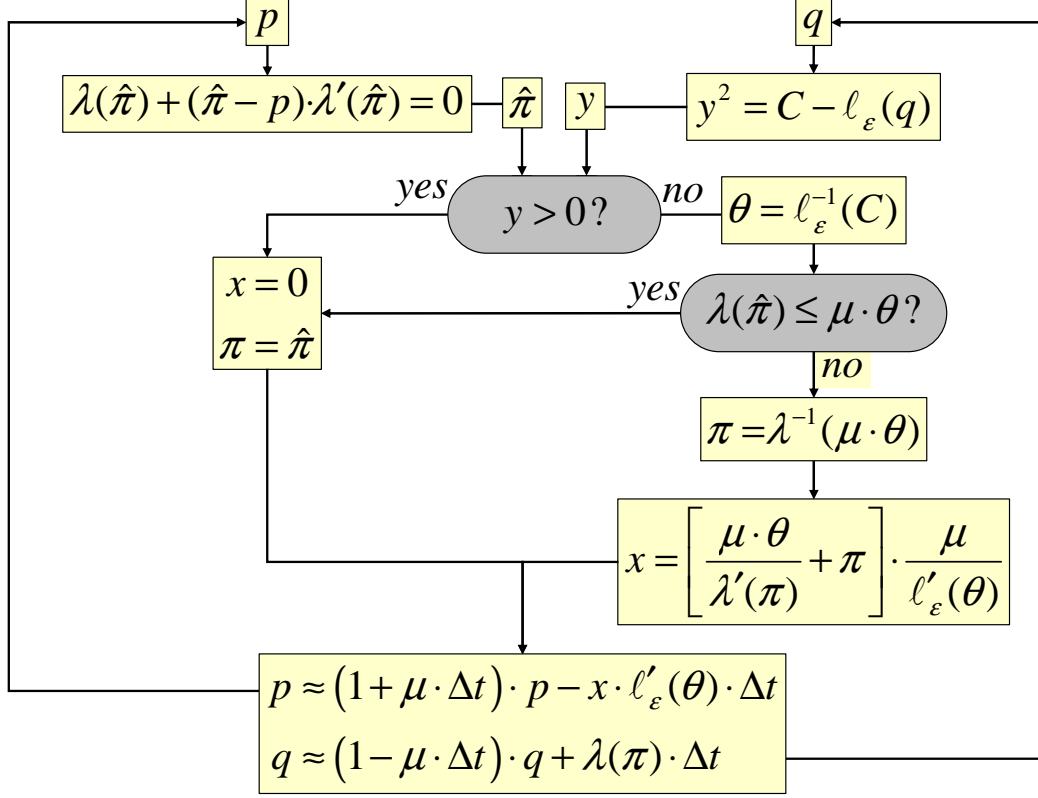 p
q
λ(π̂) + (π̂ − p)·λ′(π̂) = 0
π̂
y
y² = C − ℓ_ε(q)
yes
y > 0?
no
θ = ℓ_ε⁻¹(C)
x = 0
π = π̂
yes
λ(π̂) ≤ μ · θ?
no
π = λ⁻¹(μ · θ)
x = [ (μ · θ)/(λ′(π)) + π ] · μ/(ℓ′_ε(θ))
p ≈ (1 + μ · Δt) · p − x · ℓ′_ε(θ) · Δt
q ≈ (1 − μ · Δt) · q + λ(π) · Δt